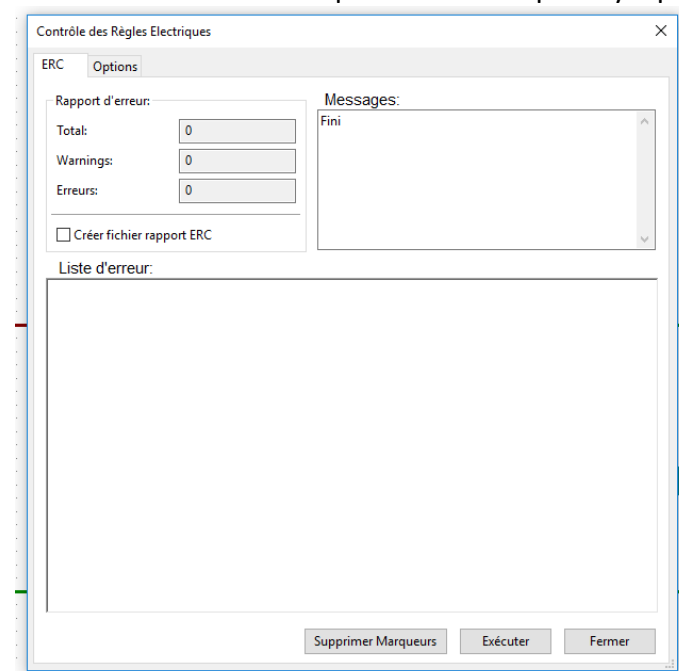 Contrôle des Règles Electriques
ERC Options
Rapport d'erreur:
Total: 0
Warnings: 0
Erreurs: 0
Créer fichier rapport ERC
Messages:
Fini
Liste d'erreur:
Supprimer Marqueurs Exécuter Fermer